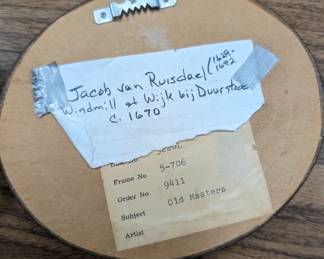 Jacob van Ruisdael (1629-
1682
Windmill at Wijk bij Duurstede
c. 1670
Frame No 5-706
Order No 9411
Subject Old Masters
Artist